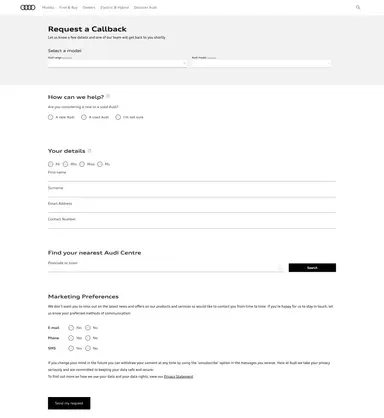 Models Find & Buy Owners Electric & Hybrid Discover Audi
Request a Callback
Let us know a few details and one of our team will get back to you shortly.
Select a model
Audi range
Audi model
How can we help?
Are you considering a new or a used Audi?
A new Audi A used Audi I'm not sure
Your details
Mr Mrs Miss Ms
First name
Surname
Email Address
Contact Number
Find your nearest Audi Centre
Postcode or town
Search
Marketing Preferences
We don't want you to miss out on the latest news and offers on our products and services so would like to contact you from time to time. If you're happy for us to stay in touch, let
us know your preferred methods of communication:
E-mail Yes No
Phone Yes No
SMS Yes No
If you change your mind in the future you can withdraw your consent at any time by using the 'unsubscribe' option in the messages you receive. Here at Audi we take your privacy
seriously and are committed to keeping your data safe and secure.
To find out more on how we use your data and your data rights, view our Privacy Statement
Send my request